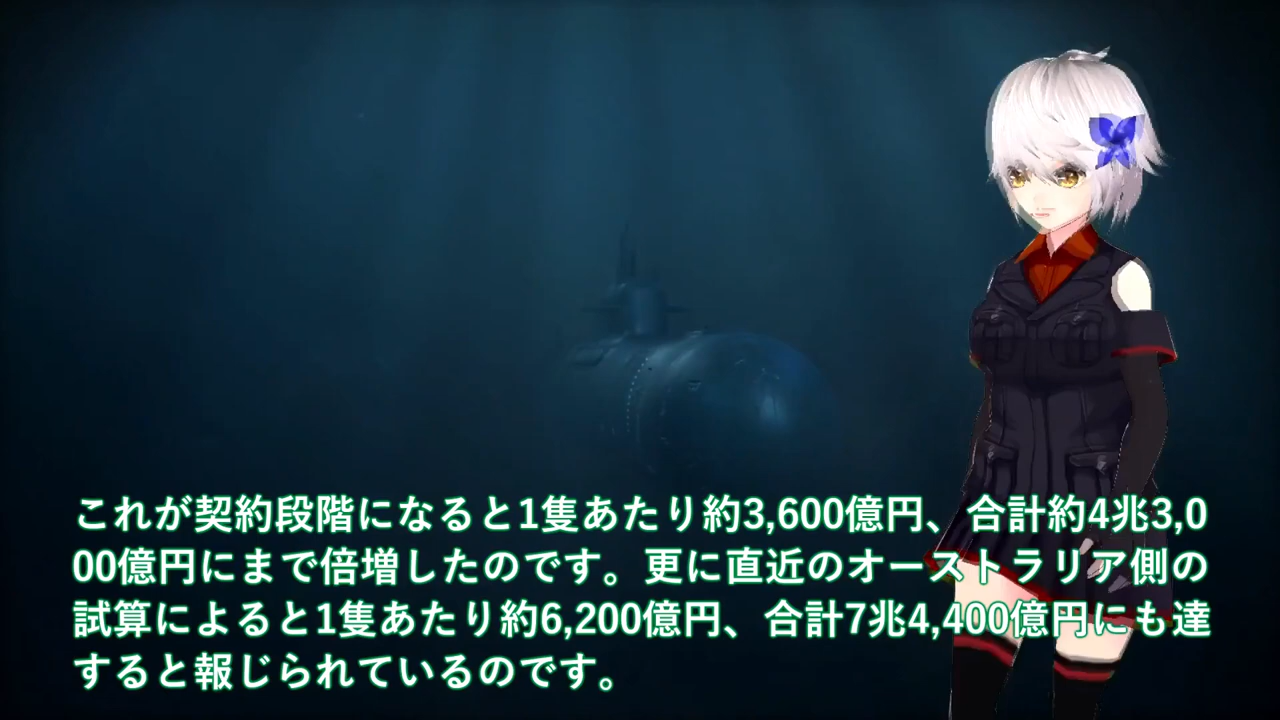 これが契約段階になると1隻あたり約3,600億円、合計約4兆3,0
00億円にまで倍増したのです。更に直近のオーストラリア側の
試算によると1隻あたり約6,200億円、合計7兆4,400億円にも達
すると報じられているのです。